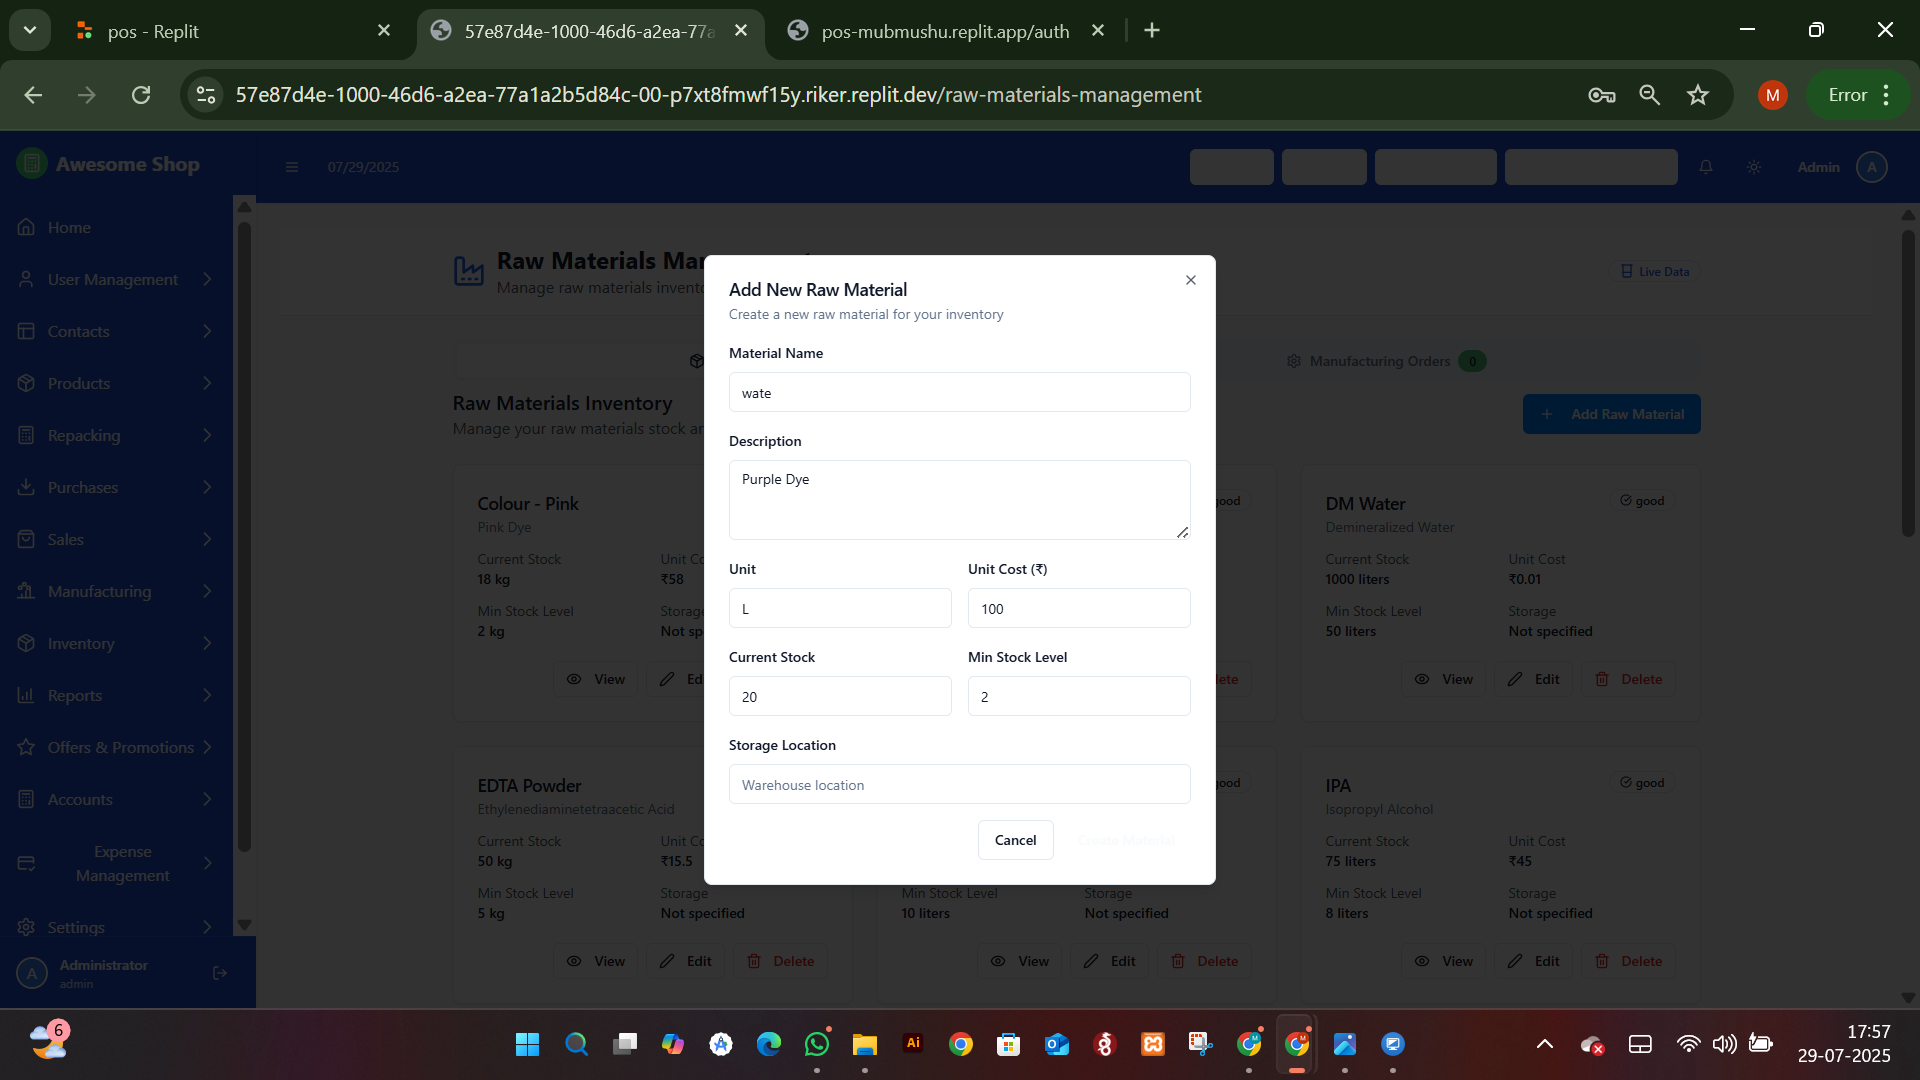 pos - Replit
57e87d4e-1000-46d6-a2ea-77a
pos-mubmushu.replit.app/auth
57e87d4e-1000-46d6-a2ea-77a1a2b5d84c-00-p7xt8fmwf15y.riker.replit.dev/raw-materials-management
M
Error
Awesome Shop
07/29/2025
Admin
A
Home
User Management
Contacts
Products
Repacking
Purchases
Sales
Manufacturing
Inventory
Reports
Offers & Promotions
Accounts
Expense
Management
Settings
A
Administrator
admin
Raw Materials Man
Manage raw materials invento
Live Data
Manufacturing Orders 0
Raw Materials Inventory
Manage your raw materials stock an
Add Raw Material
Colour - Pink
Pink Dye
Current Stock
18 kg
Unit Co
₹58
Min Stock Level
2 kg
Storage
Not sp
View
Ed
good
lete
DM Water
good
Demineralized Water
Current Stock
1000 liters
Unit Cost
₹0.01
Min Stock Level
50 liters
Storage
Not specified
View
Edit
Delete
EDTA Powder
Ethylenediaminetetraacetic Acid
Current Stock
50 kg
Unit Co
₹15.5
Min Stock Level
5 kg
Storage
Not specified
View
Edit
Delete
good
Min Stock Level
10 liters
Storage
Not specified
View
Edit
Delete
IPA
good
Isopropyl Alcohol
Current Stock
75 liters
Unit Cost
₹45
Min Stock Level
8 liters
Storage
Not specified
View
Edit
Delete
Add New Raw Material
Create a new raw material for your inventory
Material Name
wate
Description
Purple Dye
Unit
L
Unit Cost (₹)
100
Current Stock
20
Min Stock Level
2
Storage Location
Warehouse location
Cancel
Create Material
6
Ai
17:57
29-07-2025